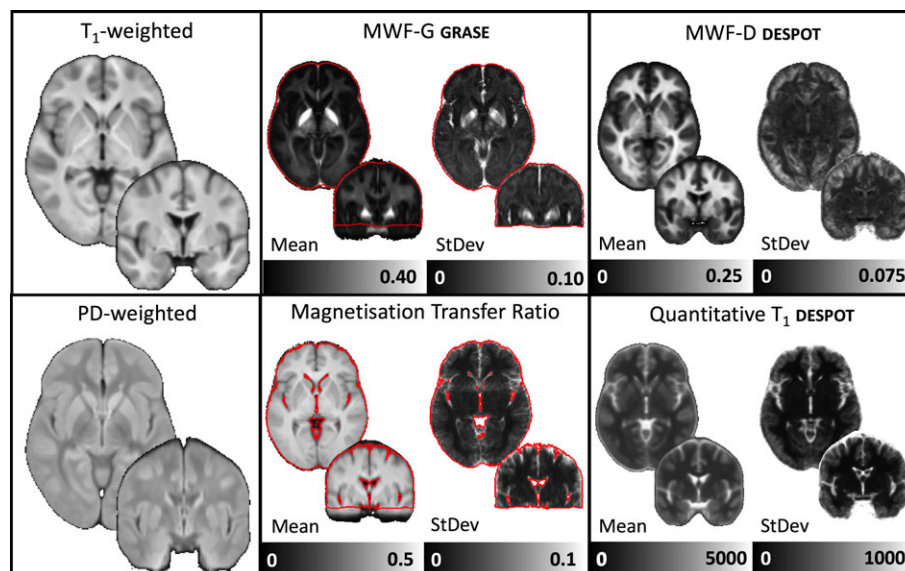 T1-weighted
MWF-G GRASE
MWF-D DESPOT
Mean
StDev
Mean
StDev
0.40
0
0.10
0.25
0
0.075
PD-weighted
Magnetisation Transfer Ratio
Quantitative T1 DESPOT
Mean
StDev
Mean
StDev
0
0.5
0
0.1
0
5000
0
1000